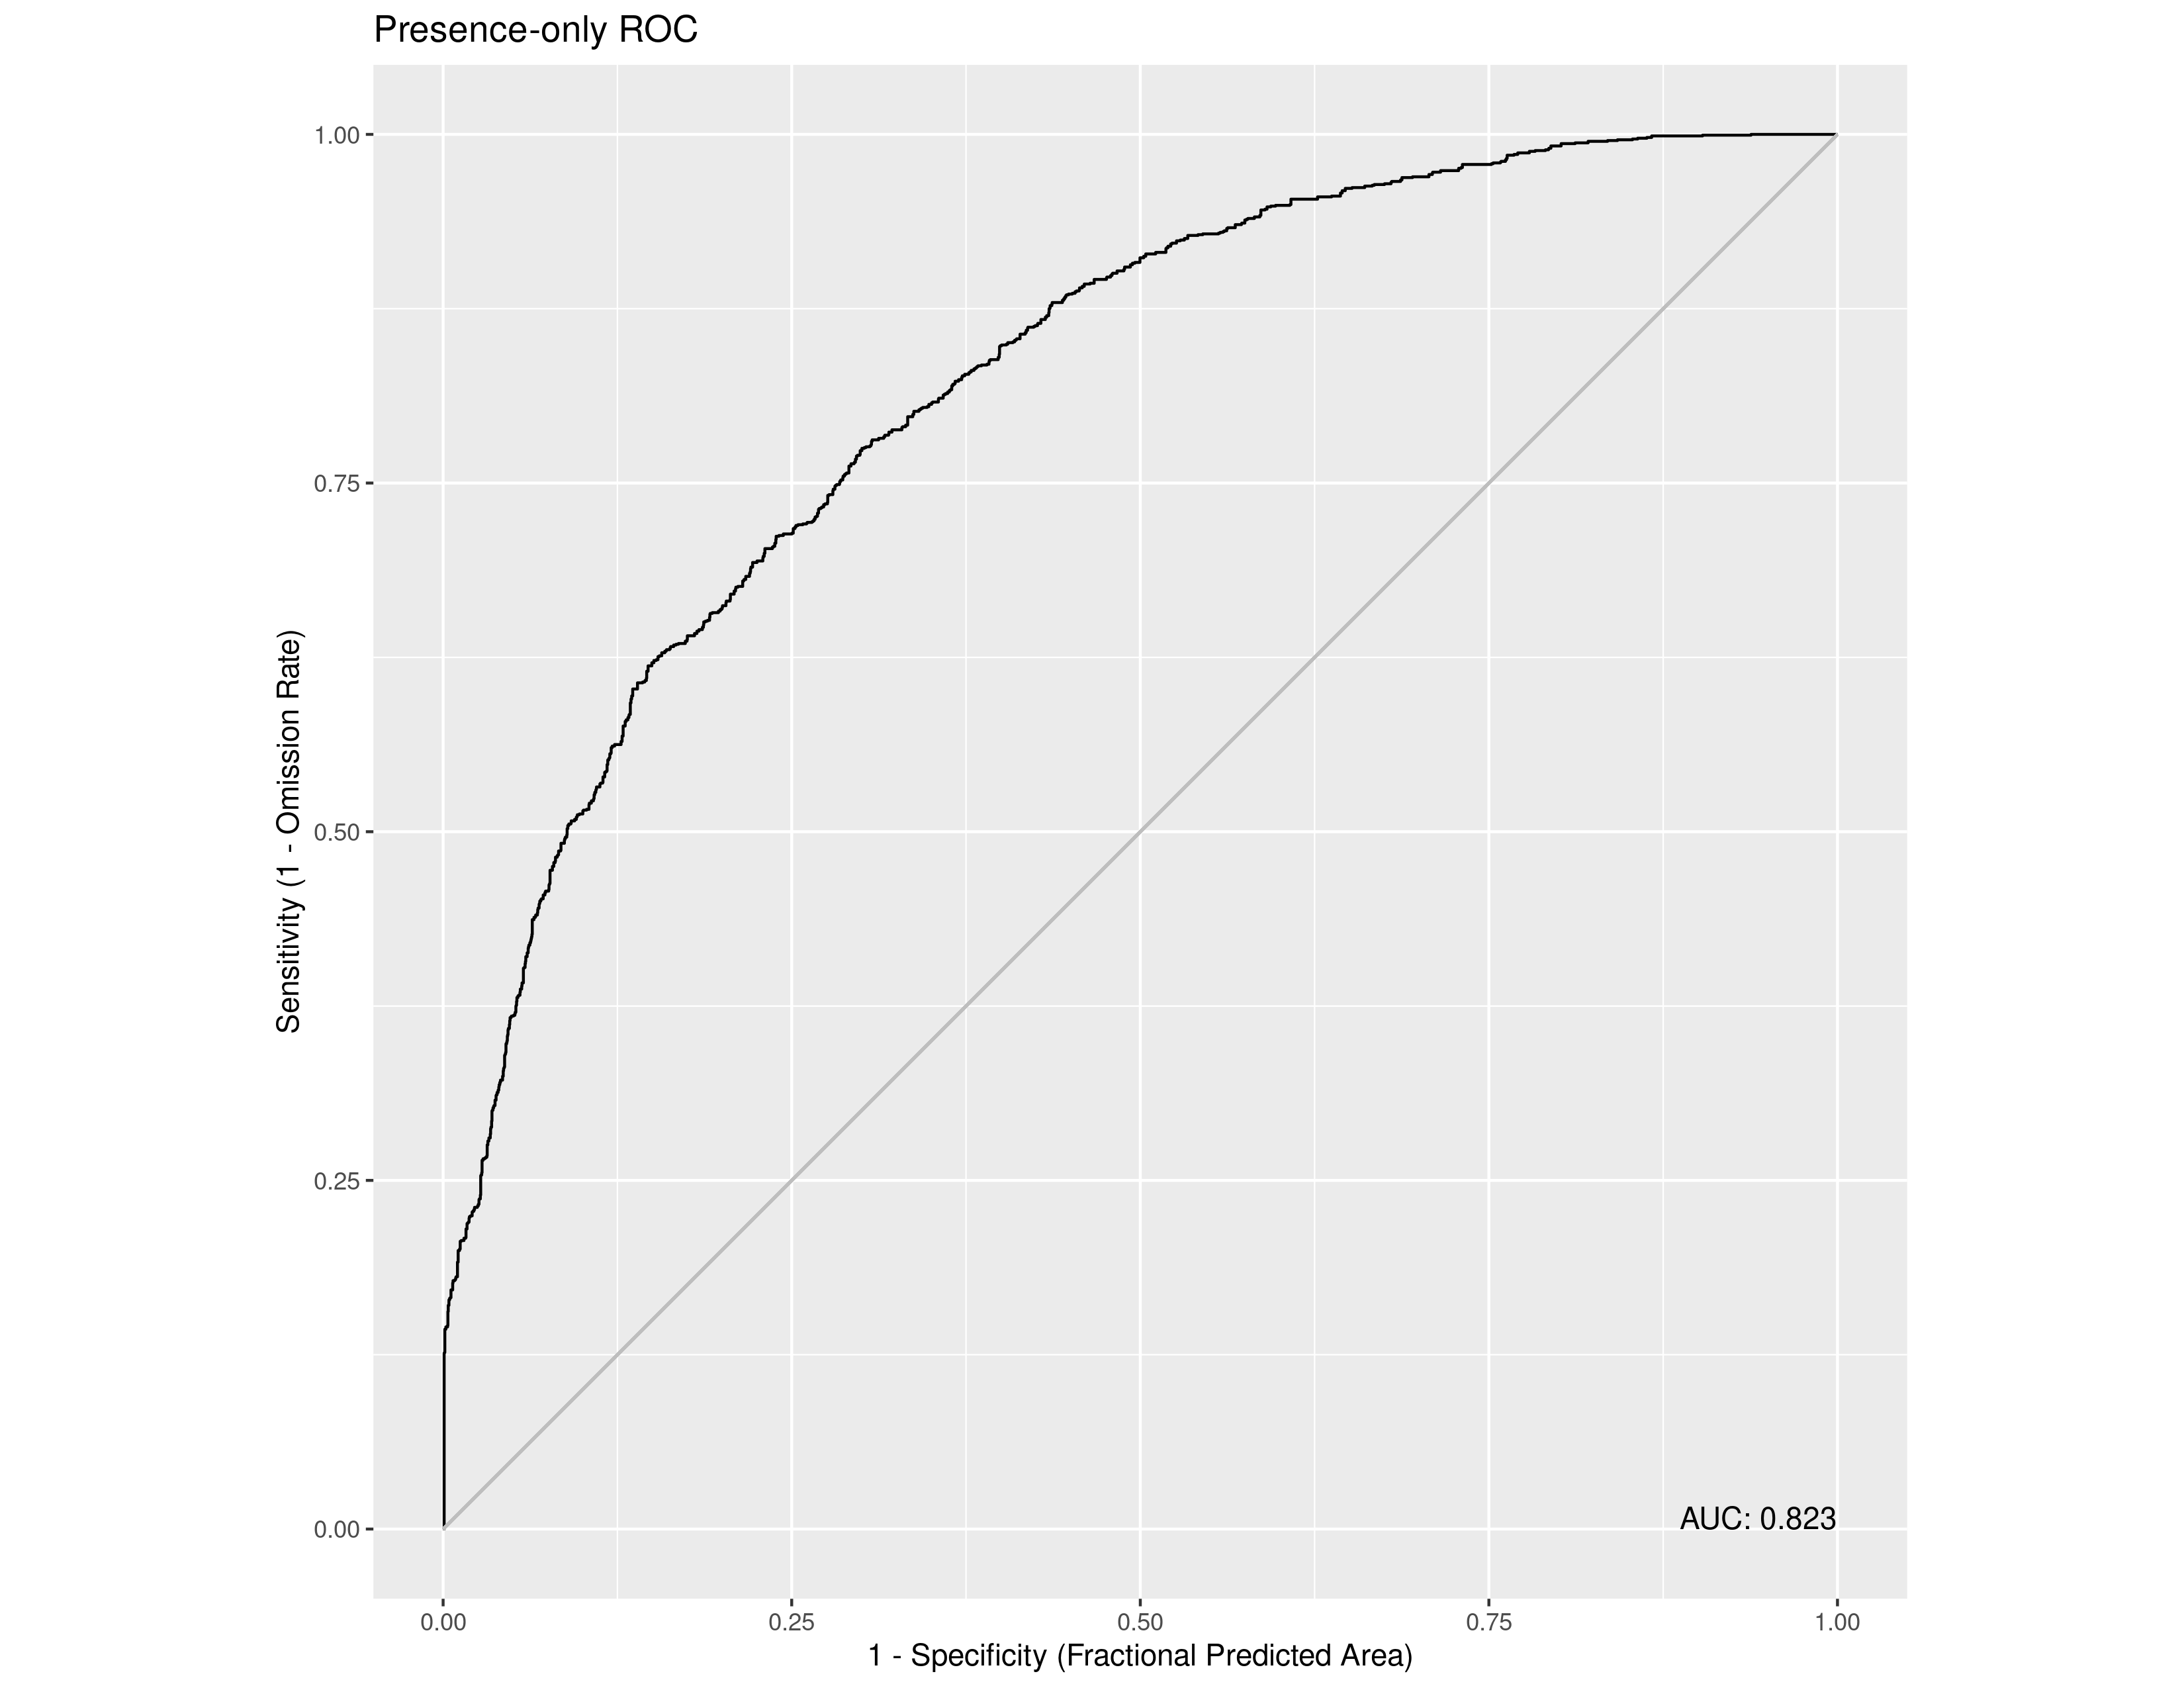 Presence-only ROC
Sensitivity (1 - Omission Rate)
1.00
0.75
0.50
0.25
0.00
AUC: 0.823
0.00 0.25 0.50 0.75 1.00
1 - Specificity (Fractional Predicted Area)